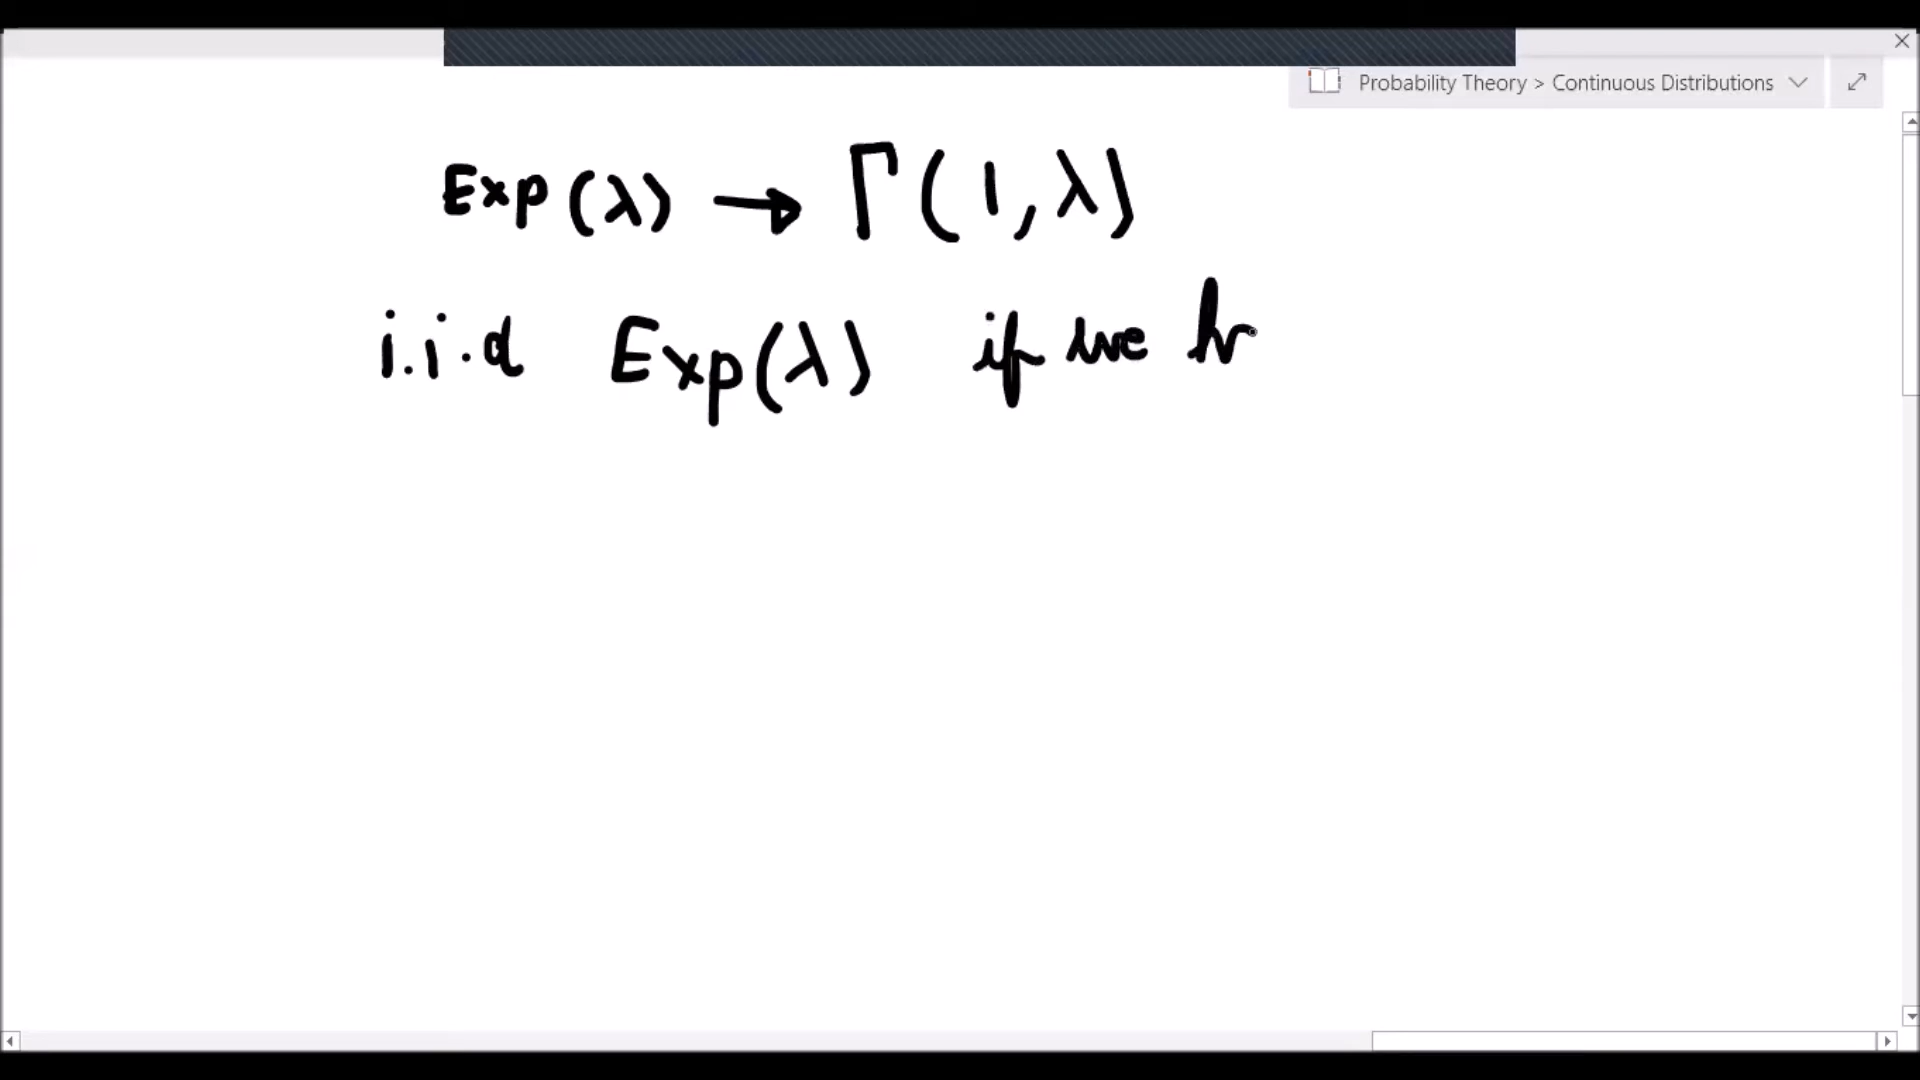 Probability Theory > Continuous Distributions
Exp(λ) → Γ(1, λ)
i.i.d Exp(λ) if we